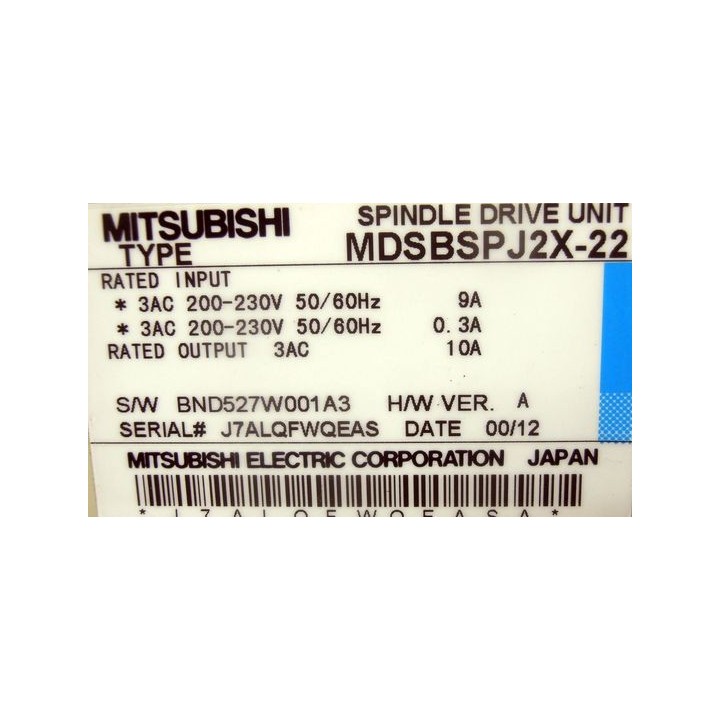 MITSUBISHI SPINDLE DRIVE UNIT
TYPE MDSBSPJ2X-22
RATED INPUT
* 3AC 200-230V 50/60Hz 9A
* 3AC 200-230V 50/60Hz 0.3A
RATED OUTPUT 3AC 10A
S/W BND527W001A3 H/W VER. A
SERIAL# J7ALQFWQEAS DATE 00/12
MITSUBISHI ELECTRIC CORPORATION JAPAN
* J 7 A L Q F W Q E A S A *